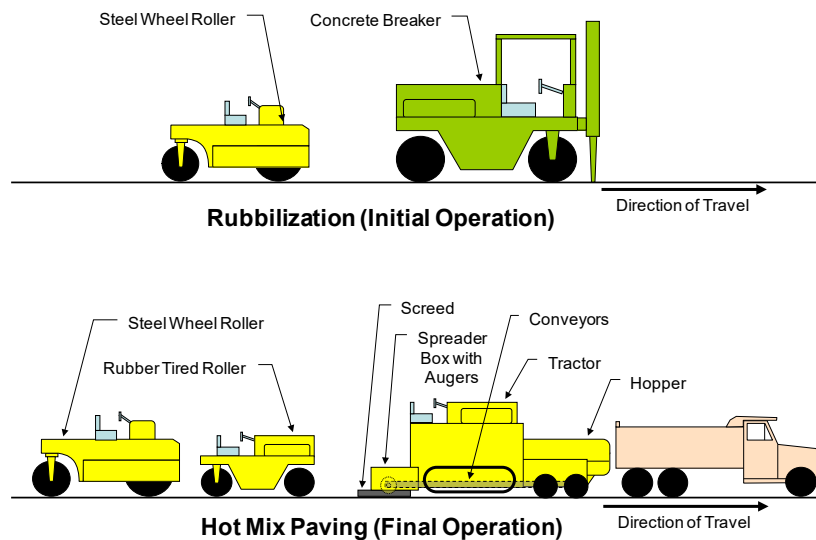 Steel Wheel Roller
Concrete Breaker
Direction of Travel
Rubbilization (Initial Operation)
Screed
Steel Wheel Roller
Conveyors
Spreader
Box with
Augers
Tractor
Rubber Tired Roller
Hopper
Direction of Travel
Hot Mix Paving (Final Operation)